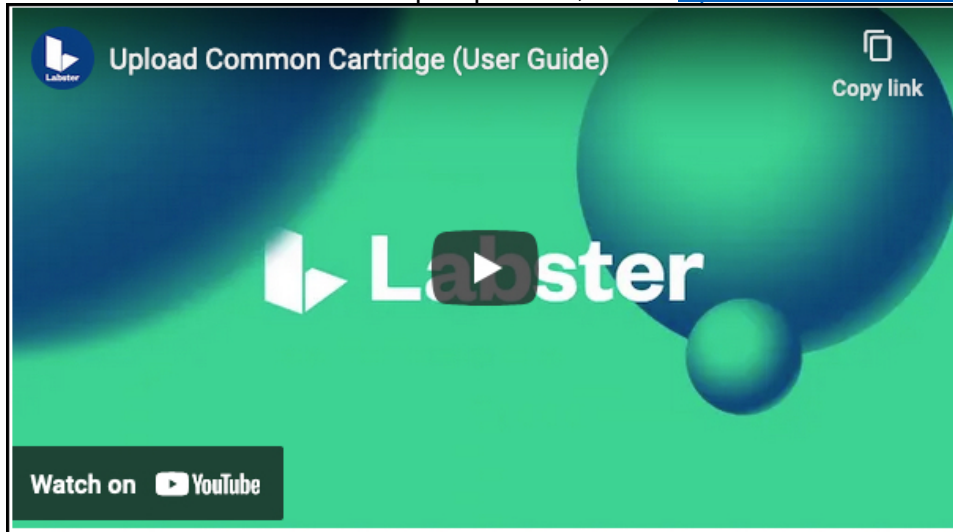 Upload Common Cartridge (User Guide)
Copy link
Labster
Labster
Watch on YouTube